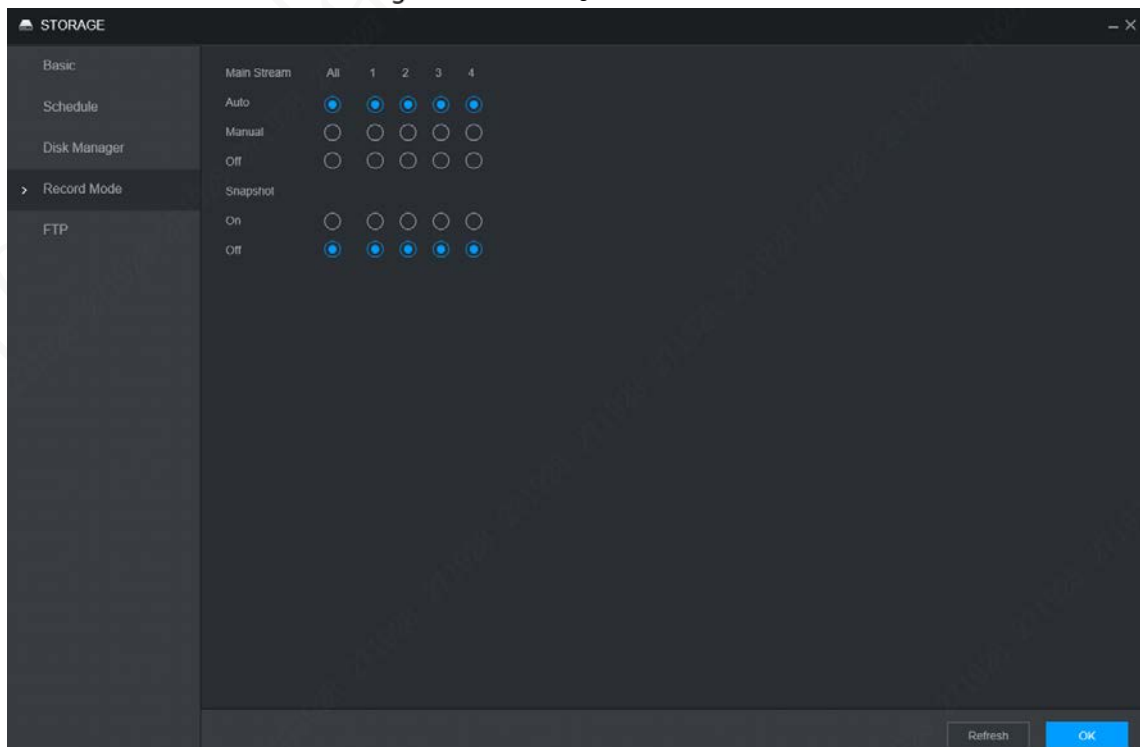 STORAGE
Basic
Schedule
Disk Manager
Record Mode
FTP
Main Stream All 1 2 3 4
Auto
Manual
Off
Snapshot
On
Off
Refresh OK